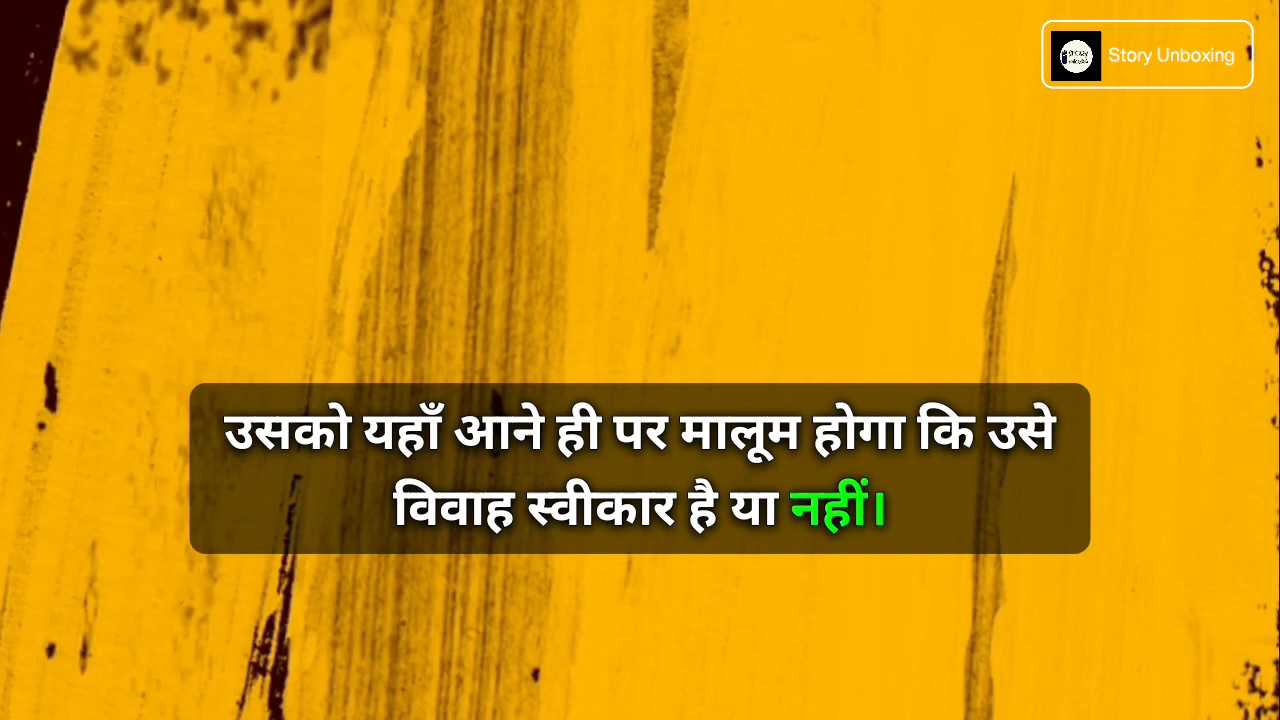 Story Unboxing
उसको यहाँ आने ही पर मालूम होगा कि उसे
विवाह स्वीकार है या नहीं।